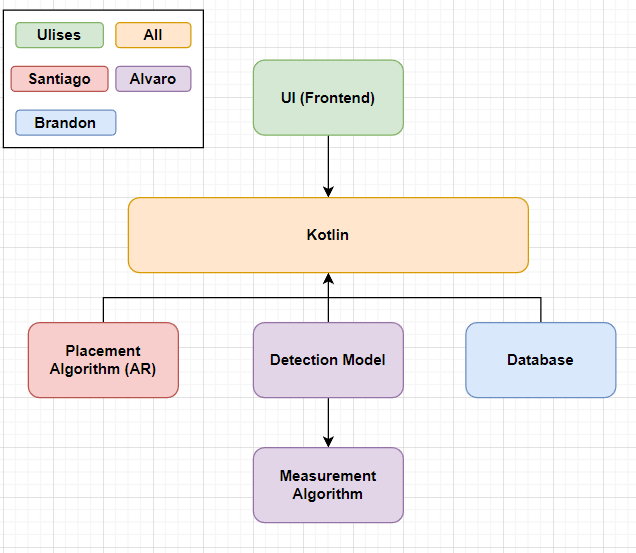 Ulises
All
Santiago
Alvaro
Brandon
UI (Frontend)
Kotlin
Placement
Algorithm (AR)
Detection Model
Database
Measurement
Algorithm